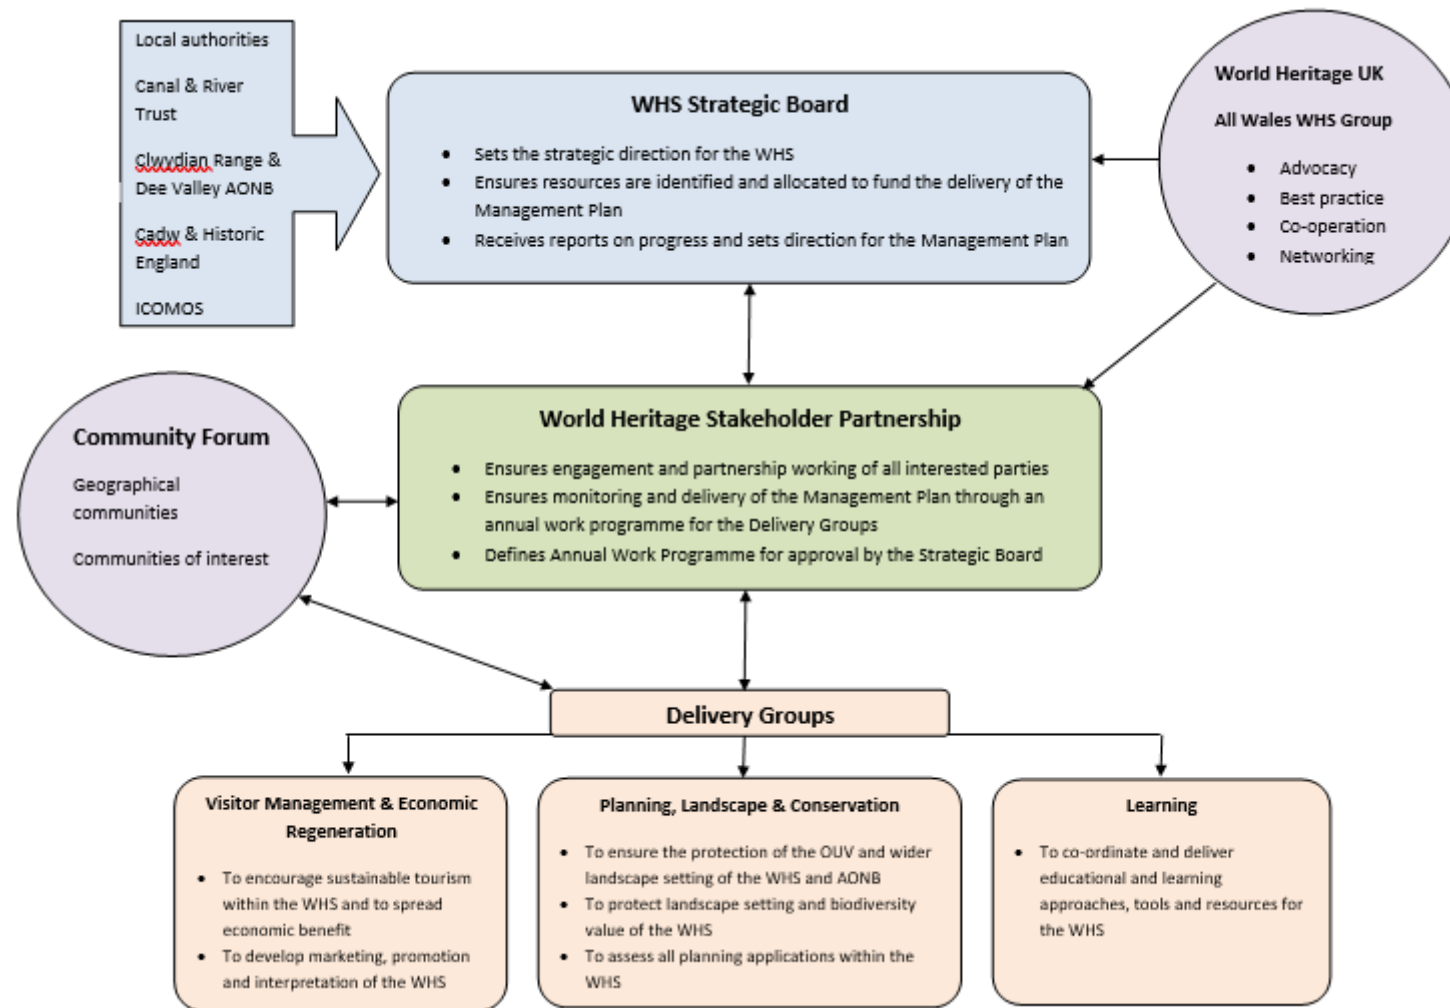 Local authorities
Canal & River
Trust
Clwydian Range &
Dee Valley AONB
Cadw & Historic
England
ICOMOS
WHS Strategic Board
• Sets the strategic direction for the WHS
• Ensures resources are identified and allocated to fund the delivery of the
Management Plan
• Receives reports on progress and sets direction for the Management Plan
World Heritage UK
All Wales WHS Group
• Advocacy
• Best practice
• Co-operation
• Networking
Community Forum
Geographical
communities
Communities of interest
World Heritage Stakeholder Partnership
• Ensures engagement and partnership working of all interested parties
• Ensures monitoring and delivery of the Management Plan through an
annual work programme for the Delivery Groups
• Defines Annual Work Programme for approval by the Strategic Board
Delivery Groups
Visitor Management & Economic
Regeneration
• To encourage sustainable tourism
within the WHS and to spread
economic benefit
• To develop marketing, promotion
and interpretation of the WHS
Planning, Landscape & Conservation
• To ensure the protection of the OUV and wider
landscape setting of the WHS and AONB
• To protect landscape setting and biodiversity
value of the WHS
• To assess all planning applications within the
WHS
Learning
• To co-ordinate and deliver
educational and learning
approaches, tools and resources for
the WHS